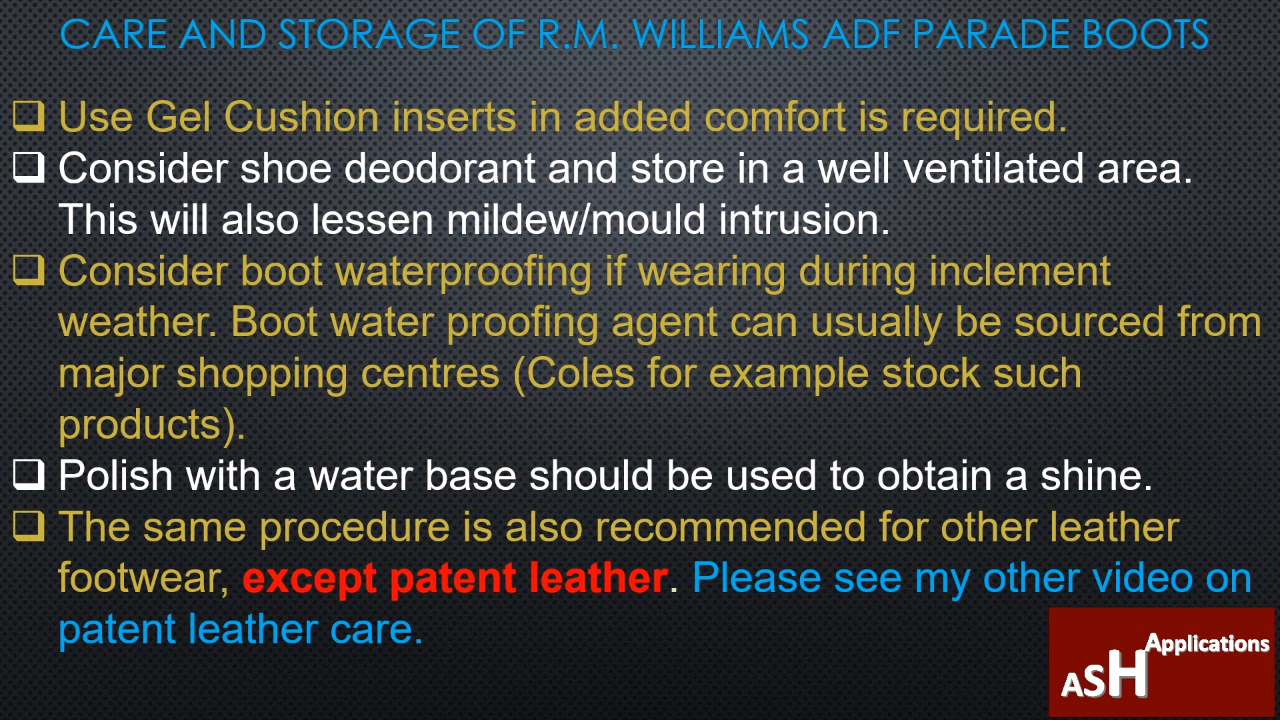 CARE AND STORAGE OF R.M. WILLIAMS ADF PARADE BOOTS
Use Gel Cushion inserts in added comfort is required.
Consider shoe deodorant and store in a well ventilated area.
This will also lessen mildew/mould intrusion.
Consider boot waterproofing if wearing during inclement
weather. Boot water proofing agent can usually be sourced from
major shopping centres (Coles for example stock such
products).
Polish with a water base should be used to obtain a shine.
The same procedure is also recommended for other leather
footwear, except patent leather. Please see my other video on
patent leather care.
ASH Applications